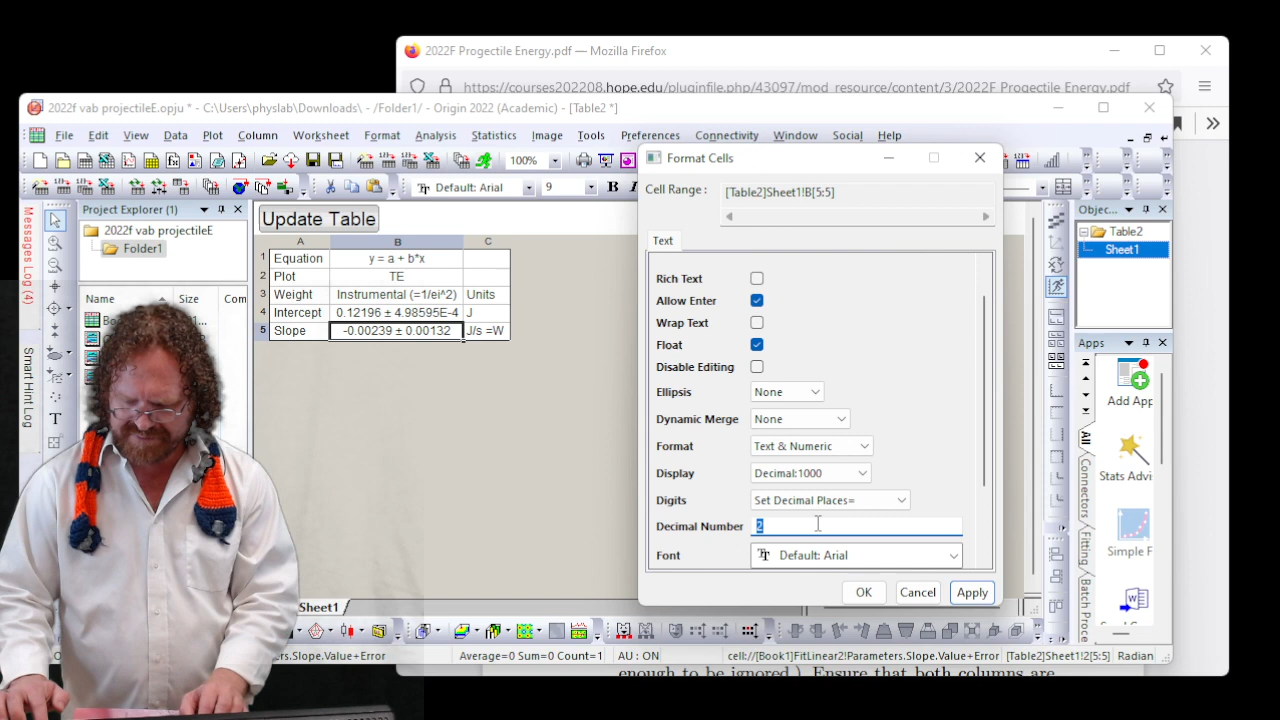 2022F Progectile Energy.pdf — Mozilla Firefox
https://courses202208.hope.edu/pluginfile.php/43097/mod_resource/content/3/2022F Progectile Energy.pdf
2022f vab projectileE.opju * - C:\Users\physlab\Downloads\ - /Folder1/ - Origin 2022 (Academic) - [Table2 *]
File Edit View Data Plot Column Worksheet Format Analysis Statistics Image Tools Preferences Connectivity Window Social Help
100%
Default: Arial 9 B I
Messages Log (4)
Smart Hint Log
Project Explorer (1)
2022f vab projectileE
Folder1
Name Size Com
Update Table
A B C
1 Equation y = a + b*x
2 Plot TE
3 Weight Instrumental (=1/ei^2) Units
4 Intercept 0.12196 ± 4.98595E-4 J
5 Slope -0.00239 ± 0.00132 J/s =W
Sheet1
Format Cells
Cell Range : [Table2]Sheet1!B[5:5]
Text
Rich Text
Allow Enter
Wrap Text
Float
Disable Editing
Ellipsis None
Dynamic Merge None
Format Text & Numeric
Display Decimal:1000
Digits Set Decimal Places=
Decimal Number 2
Font Default: Arial
OK Cancel Apply
Objec...
Table2
Sheet1
Apps
Add App
Stats Advi
Simple F
All
Connectors
Fitting
Batch Proce
rs.Slope.Value+Error Average=0 Sum=0 Count=1 AU : ON cell://[Book1]FitLinear2!Parameters.Slope.Value+Error [Table2]Sheet1!2[5:5] Radian
enough to be ignored.) Ensure that both columns are